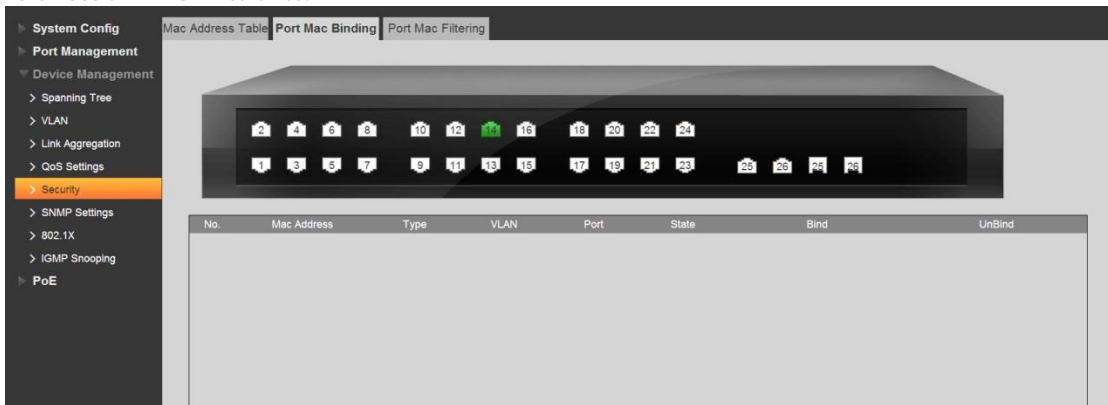 System Config
Port Management
Device Management
> Spanning Tree
> VLAN
> Link Aggregation
> QoS Settings
> Security
> SNMP Settings
> 802.1X
> IGMP Snooping
PoE
Mac Address Table Port Mac Binding Port Mac Filtering
2 4 6 8 10 12 14 16 18 20 22 24
1 3 5 7 9 11 13 15 17 19 21 23 25 26 25 26
No. Mac Address Type VLAN Port State Bind UnBind